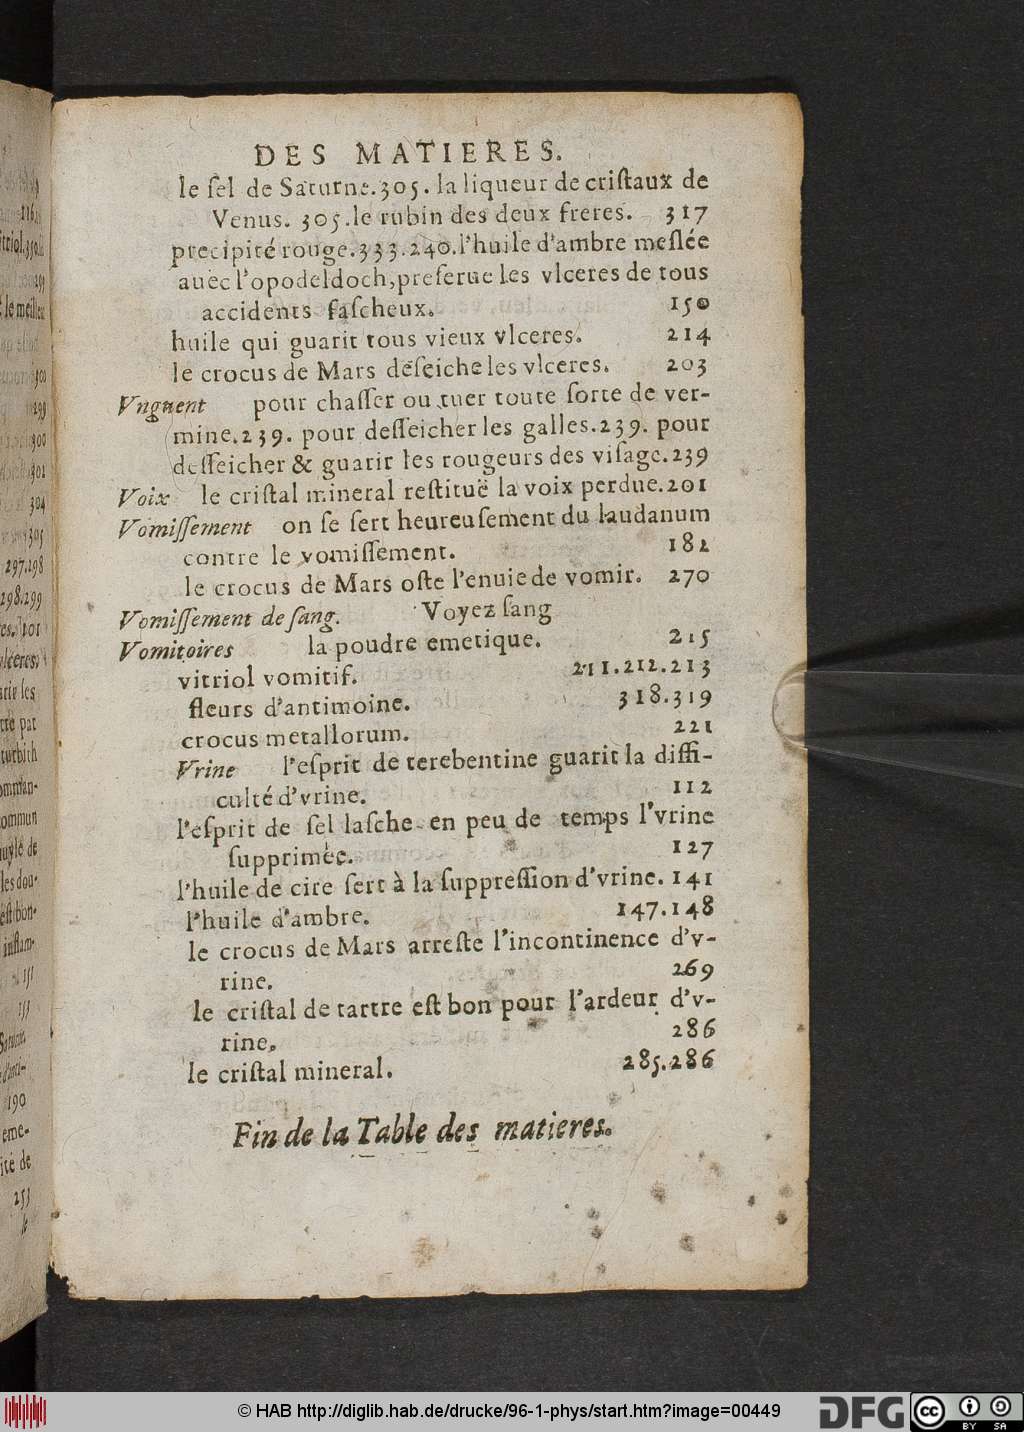 DES MATIERES.
le ſel de Saturne.305. la liqueur de criſtaux de
Venus. 305.le rubin des deux freres. 317
precipité rouge.333.240.l'huile d'ambre meſlée
auec l'opodeldoch,preſerue les vlceres de tous
accidents faſcheux. 150
huile qui guarit tous vieux vlceres. 214
le crocus de Mars deſeiche les vlceres. 203
Vnguent pour chaſſer ou tuer toute ſorte de ver-
mine.239. pour deſſeicher les galles.239. pour
deſſeicher & guarir les rougeurs des viſage.239
Voix le criſtal mineral reſtituë la voix perdue.201
Vomiſſement on ſe ſert heureuſement du laudanum
contre le vomiſſement. 182
le crocus de Mars oſte l'enuie de vomir. 270
Vomiſſement de ſang. Voyez ſang
Vomitoires la poudre emetique. 215
vitriol vomitif. 211.212.213
fleurs d'antimoine. 318.319
crocus metallorum. 221
Vrine l'eſprit de terebentine guarit la diffi-
culté d'vrine. 112
l'eſprit de ſel laſche en peu de temps l'vrine
ſupprimée. 127
l'huile de cire ſert à la ſuppreſſion d'vrine. 141
l'huile d'ambre. 147.148
le crocus de Mars arreſte l'incontinence d'v-
rine. 269
le criſtal de tartre eſt bon pour l'ardeur d'v-
rine. 286
le criſtal mineral. 285.286
Fin de la Table des matieres.
© HAB http://diglib.hab.de/drucke/96-1-phys/start.htm?image=00449
DFG
cc BY SA